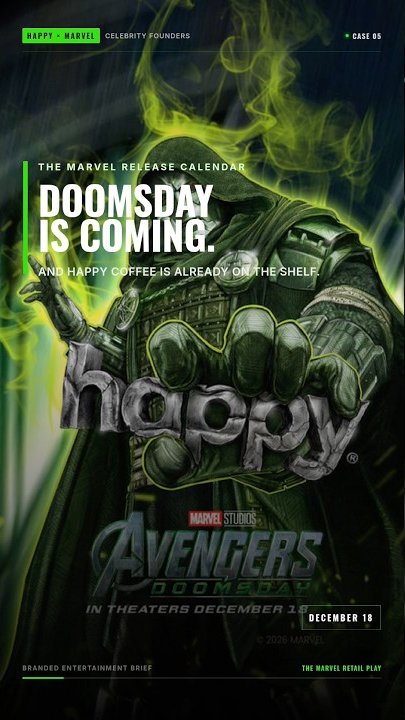 HAPPY × MARVEL CELEBRITY FOUNDERS
CASE 05
THE MARVEL RELEASE CALENDAR
DOOMSDAY
IS COMING.
AND HAPPY COFFEE IS ALREADY ON THE SHELF.
happy®
MARVEL STUDIOS
AVENGERS
DOOMSDAY
IN THEATERS DECEMBER 18
DECEMBER 18
© 2026 MARVEL
BRANDED ENTERTAINMENT BRIEF
THE MARVEL RETAIL PLAY